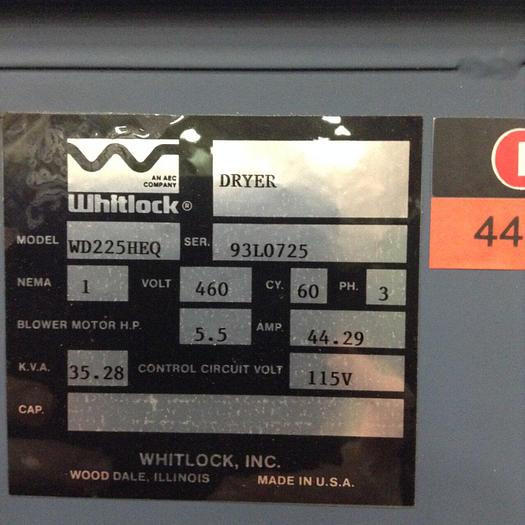 AN AEC
COMPANY
Whitlock®
DRYER
MODEL WD225HEQ SER. 93L0725
NEMA 1 VOLT 460 CY. 60 PH. 3
BLOWER MOTOR H.P. 5.5 AMP. 44.29
K.V.A. 35.28 CONTROL CIRCUIT VOLT 115V
CAP.
WHITLOCK, INC.
WOOD DALE, ILLINOIS MADE IN U.S.A.
44